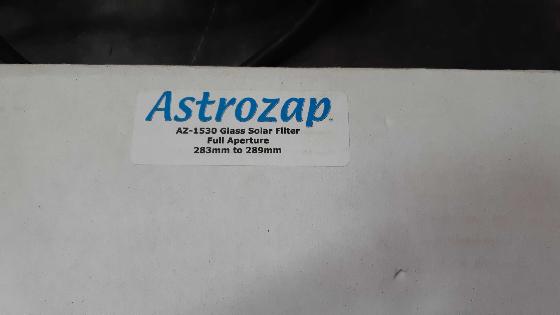 Astrozap
AZ-1530 Glass Solar Filter
Full Aperture
283mm to 289mm